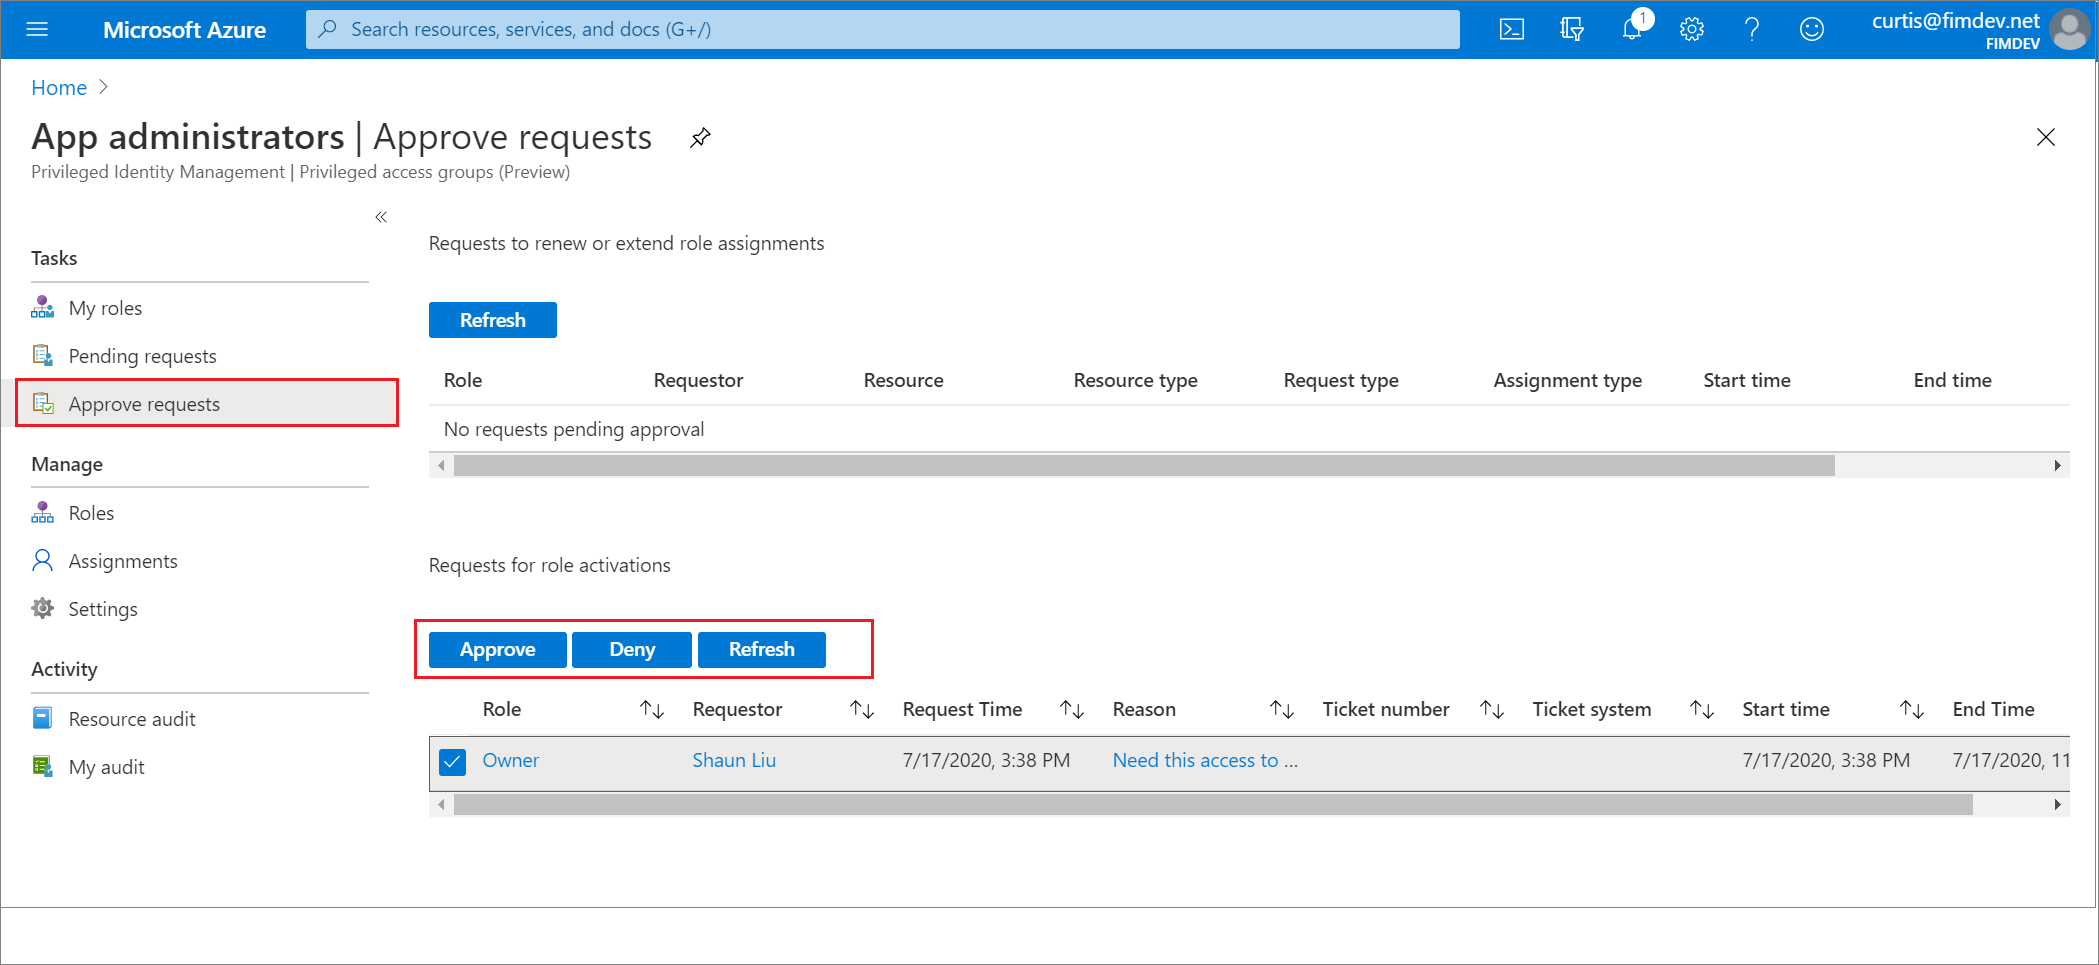 Microsoft Azure
Search resources, services, and docs (G+/)
1
curtis@fimdev.net
FIMDEV
Home
App administrators | Approve requests
Privileged Identity Management | Privileged access groups (Preview)
Tasks
My roles
Pending requests
Approve requests
Manage
Roles
Assignments
Settings
Activity
Resource audit
My audit
Requests to renew or extend role assignments
Refresh
Role Requestor Resource Resource type Request type Assignment type Start time End time
No requests pending approval
Requests for role activations
Approve Deny Refresh
Role Requestor Request Time Reason Ticket number Ticket system Start time End Time
Owner Shaun Liu 7/17/2020, 3:38 PM Need this access to ... 7/17/2020, 3:38 PM 7/17/2020, 11